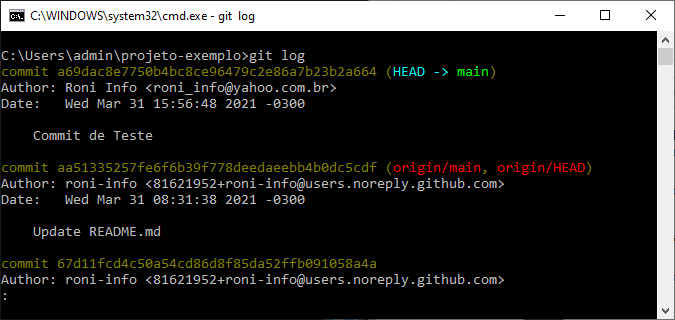 C:\WINDOWS\system32\cmd.exe - git  log
C:\Users\admin\projeto-exemplo>git log
commit a69dac8e7750b4bc8ce96479c2e86a7b23b2a664 (HEAD -> main)
Author: Roni Info <roni_info@yahoo.com.br>
Date:   Wed Mar 31 15:56:48 2021 -0300
Commit de Teste
commit aa51335257fe6f6b39f778deedaeebb4b0dc5cdf (origin/main, origin/HEAD)
Author: roni-info <81621952+roni-info@users.noreply.github.com>
Date:   Wed Mar 31 08:31:38 2021 -0300
Update README.md
commit 67d11fcd4c50a54cd86d8f85da52ffb091058a4a
Author: roni-info <81621952+roni-info@users.noreply.github.com>
: